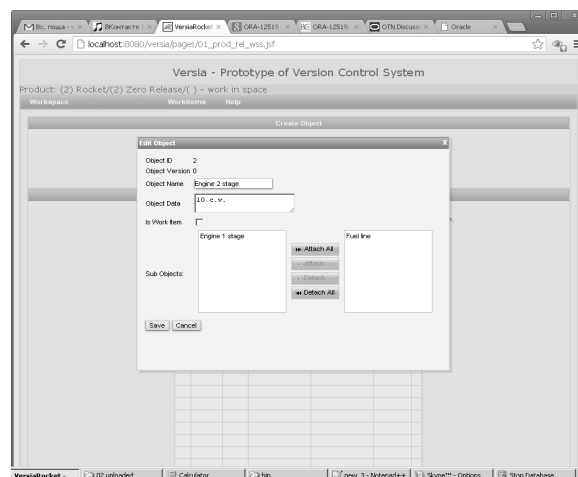 Вх. пошта -
ВКонтакте
VersiaRocket
ORA-12519:
ORA-12519:
OTN Discussi
Oracle
localhost:8080/versia/pages/01_prod_rel_wss.jsf
Versia - Prototype of Version Control System
Product: (2) Rocket/(2) Zero Release/( ) - work in space
Workspace Workitems Help
Create Object
Edit Object X
Object ID 2
Object Version 0
Object Name Engine 2 stage
Object Data 10 c.w.
Is Work Item
Sub Objects:
Engine 1 stage
Attach All
Attach
Detach
Detach All
Fuel line
Save Cancel
VersiaRocket -
02 uploaded
Calculator
bin
new 3 - Notepad++
Skype™ - Options
Stop Database